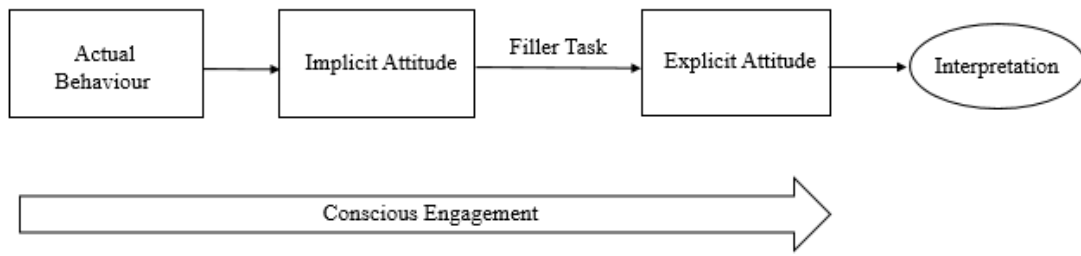 Actual
Behaviour
Implicit Attitude
Filler Task
Explicit Attitude
Interpretation
Conscious Engagement